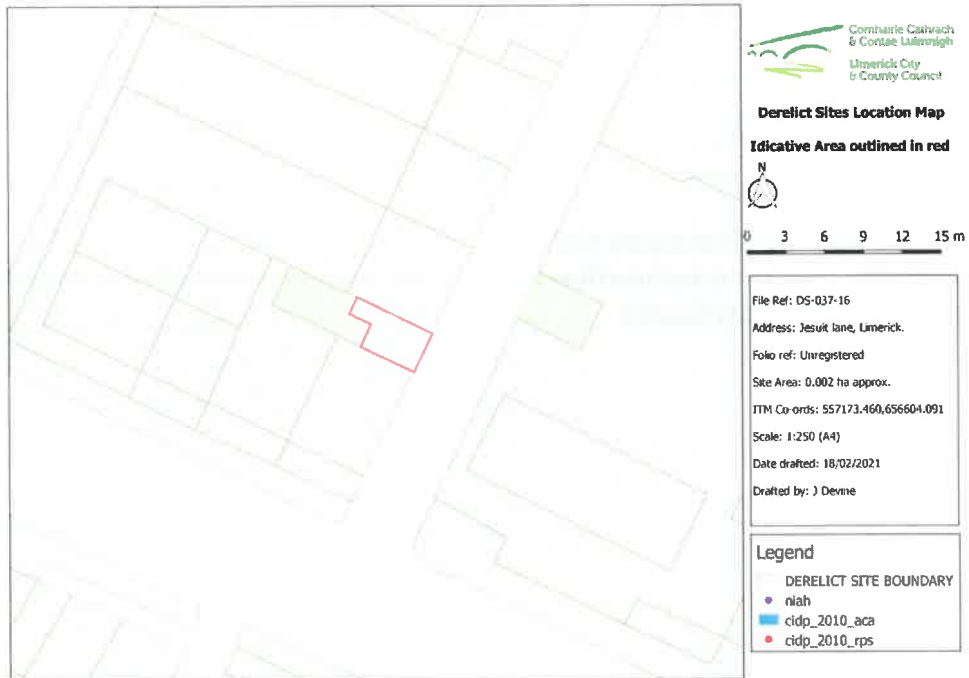 Comhairle Cathrach
& Contae Luimnigh
Limerick City
& County Council
Derelict Sites Location Map
Idicative Area outlined in red
N
0 3 6 9 12 15 m
File Ref: DS-037-16
Address: Jesuit lane, Limerick.
Folio ref: Unregistered
Site Area: 0.002 ha approx.
ITM Co-ords: 557173.460,656604.091
Scale: 1:250 (A4)
Date drafted: 18/02/2021
Drafted by: J Devine
Legend
DERELICT SITE BOUNDARY
niah
cidp_2010_aca
cidp_2010_rps